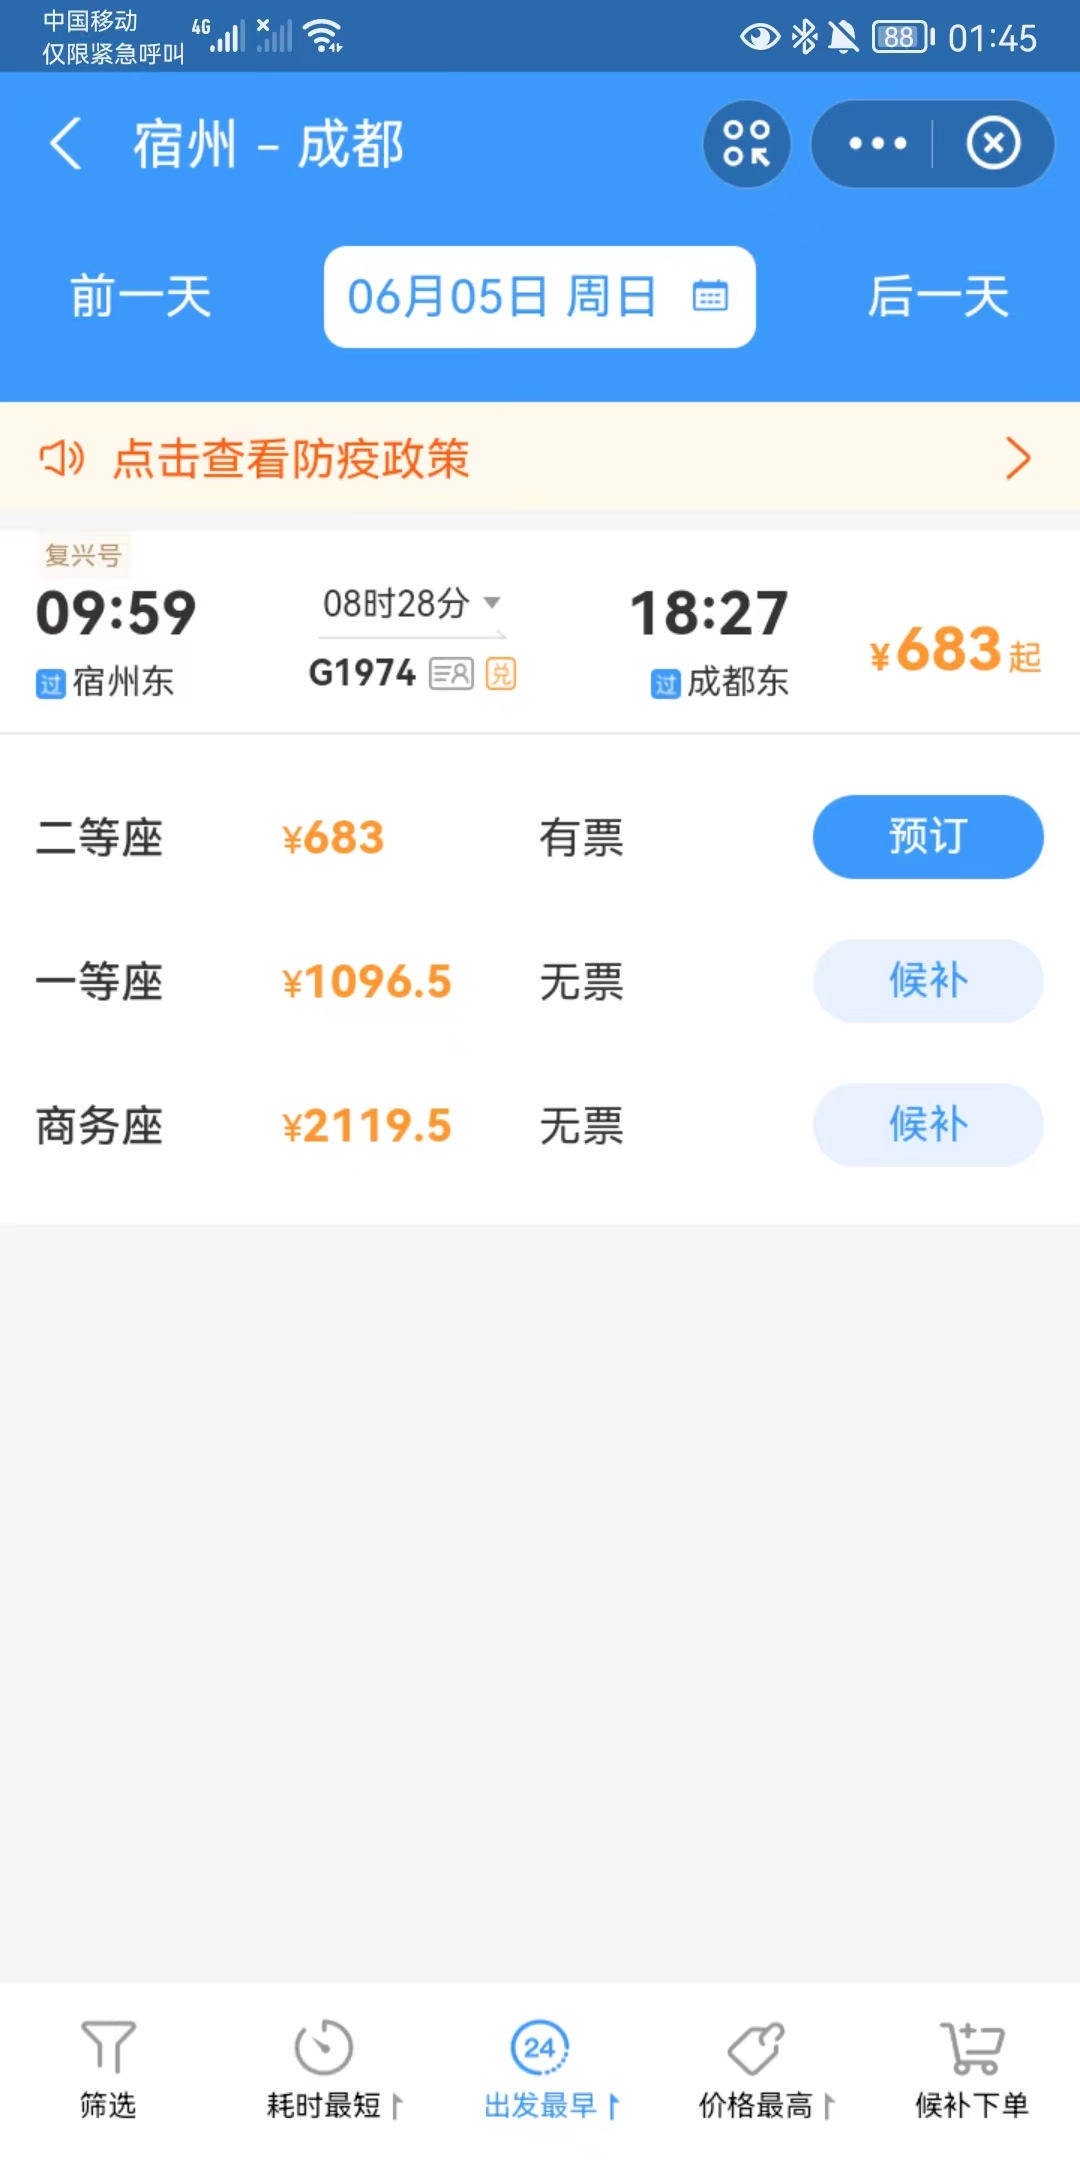 中国移动 4G 88 01:45
仅限紧急呼叫
宿州 – 成都
前一天 06月05日 周日 后一天
点击查看防疫政策
复兴号
09:59 08时28分 18:27 ¥683起
过 宿州东 G1974 兑 过 成都东
二等座 ¥683 有票 预订
一等座 ¥1096.5 无票 候补
商务座 ¥2119.5 无票 候补
24
筛选 耗时最短 出发最早 价格最高 候补下单